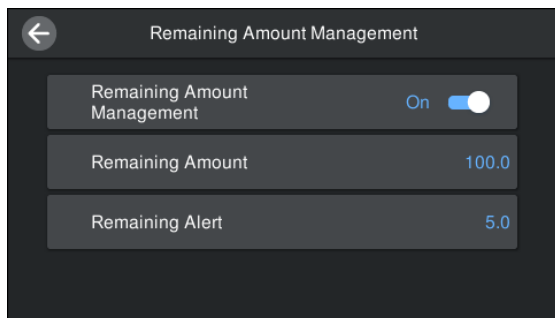 Remaining Amount Management
Remaining Amount
Management
On
Remaining Amount
100.0
Remaining Alert
5.0